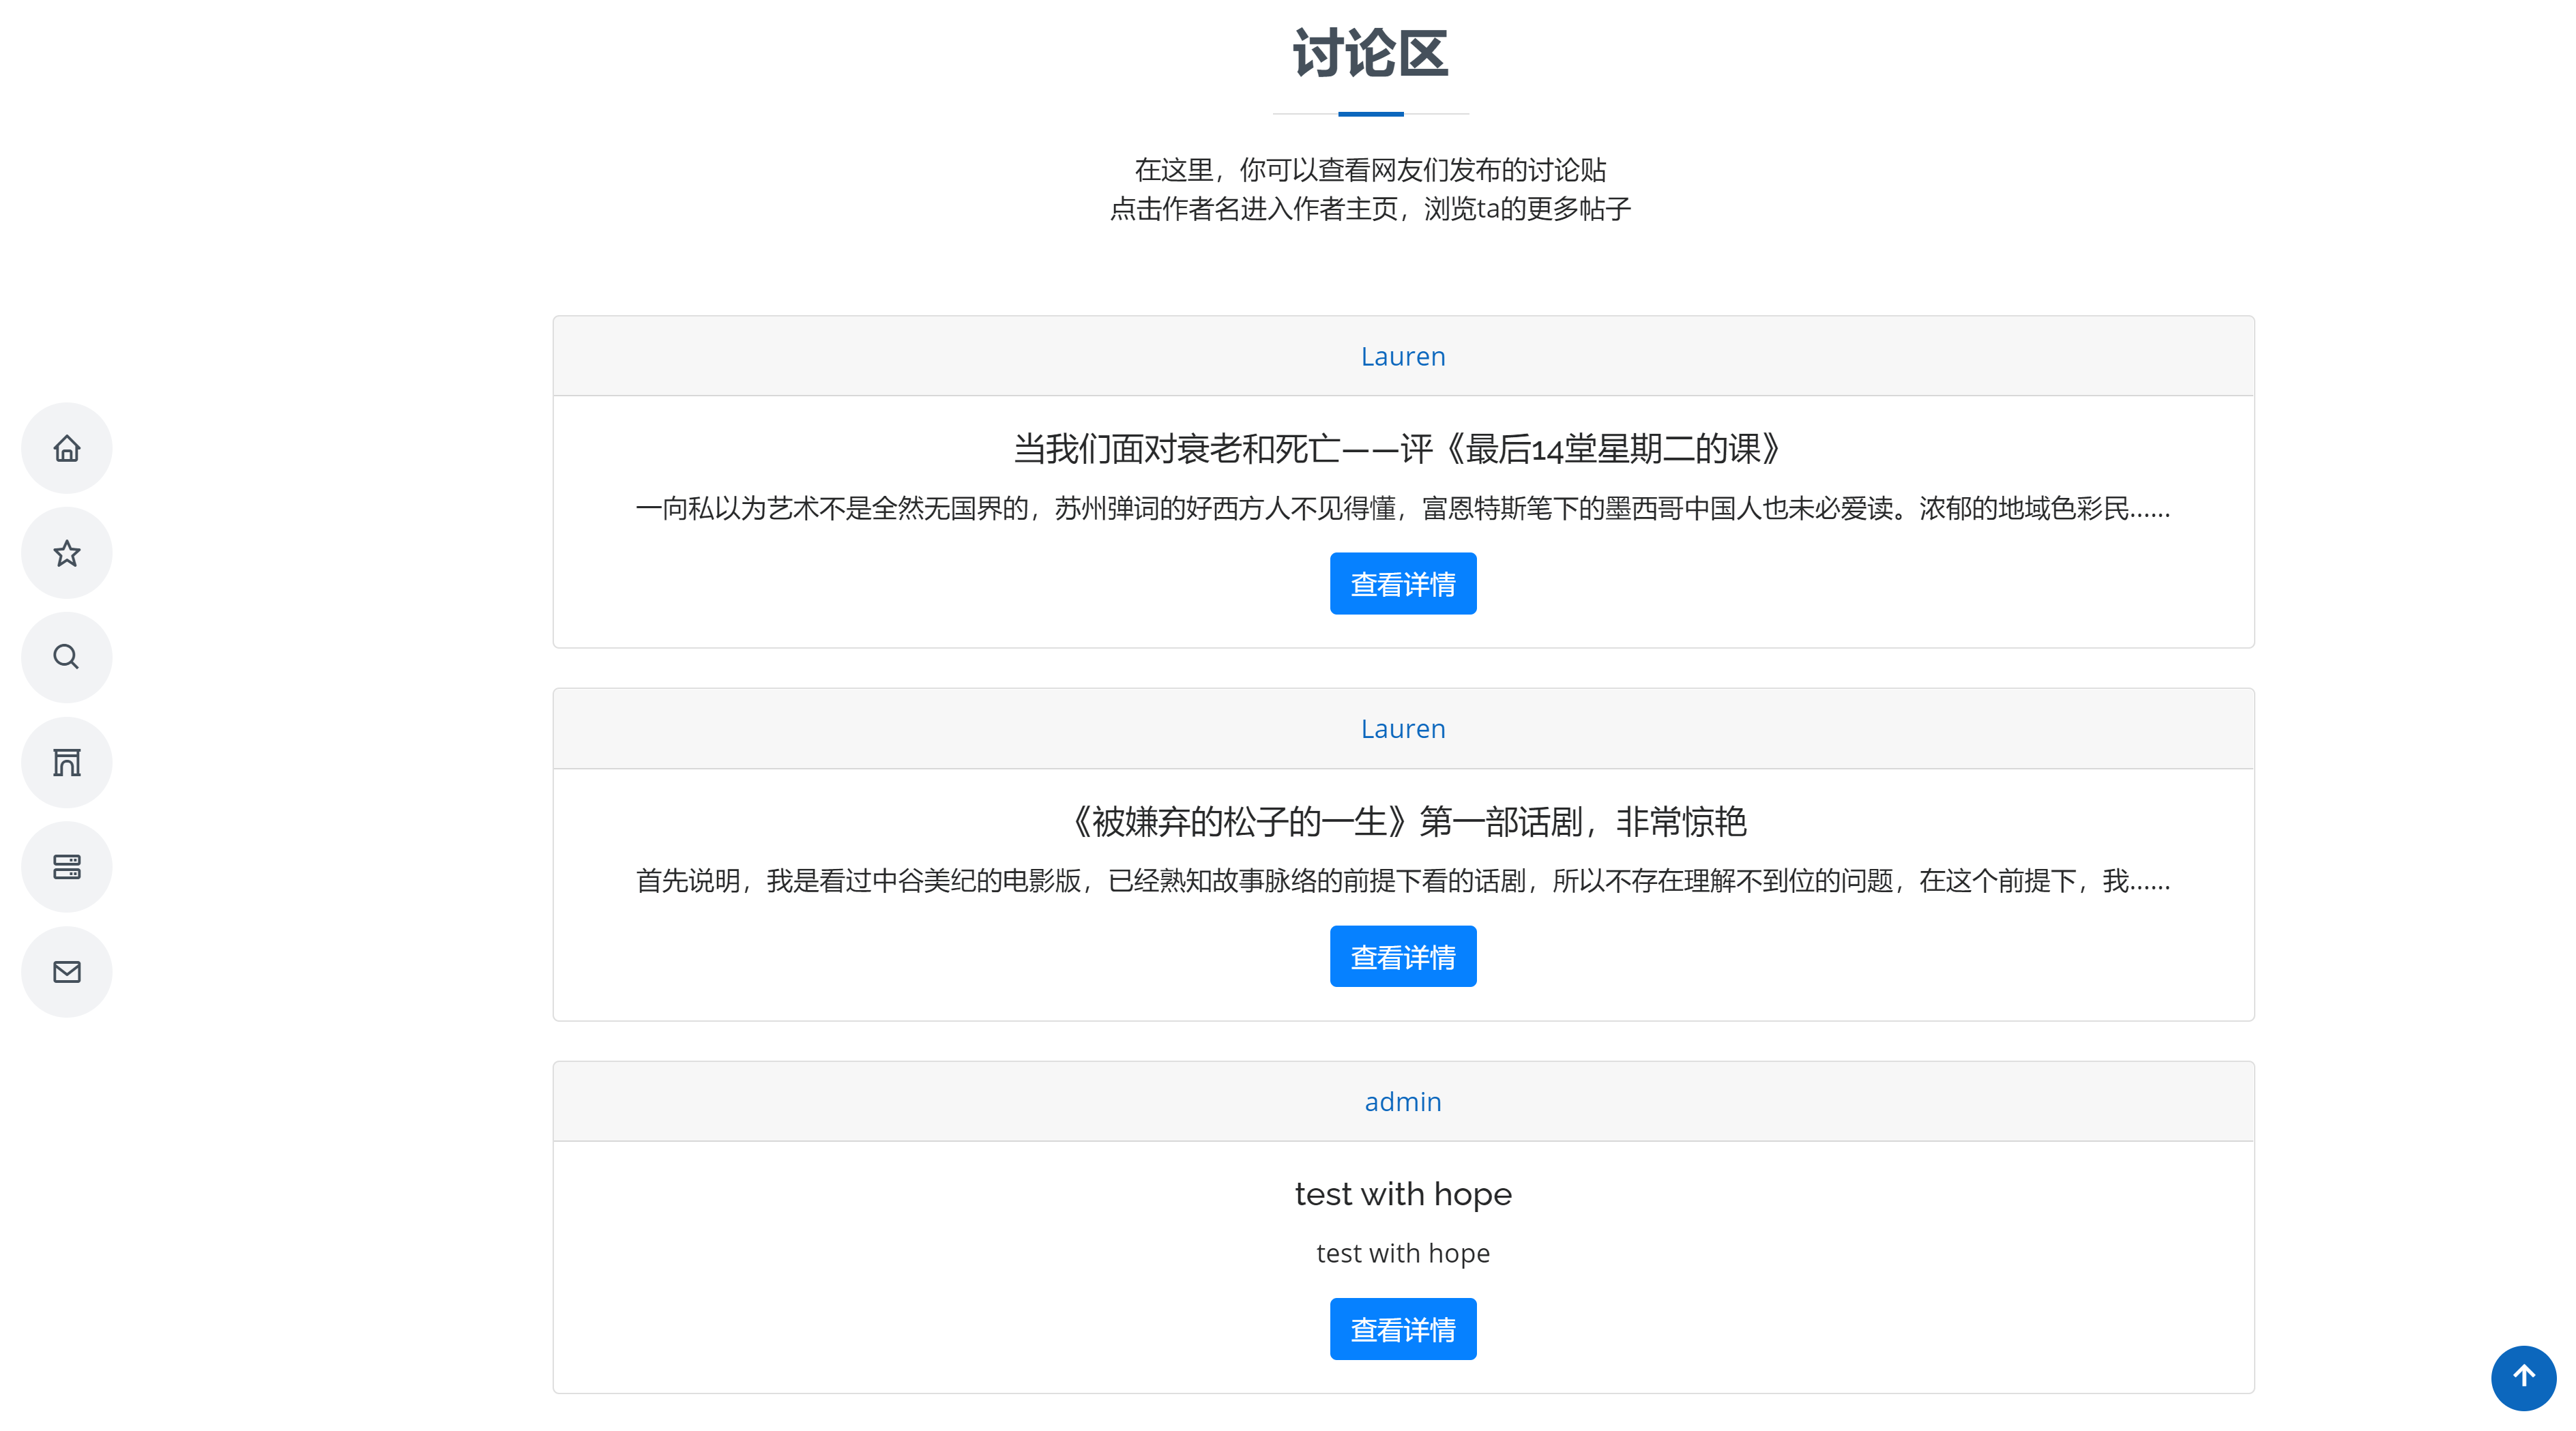 讨论区
在这里，你可以查看网友们发布的讨论贴
点击作者名进入作者主页，浏览ta的更多帖子
Lauren
当我们面对衰老和死亡——评《最后14堂星期二的课》
一向私以为艺术不是全然无国界的，苏州弹词的好西方人不见得懂，富恩特斯笔下的墨西哥中国人也未必爱读。浓郁的地域色彩民......
查看详情
Lauren
《被嫌弃的松子的一生》第一部话剧，非常惊艳
首先说明，我是看过中谷美纪的电影版，已经熟知故事脉络的前提下看的话剧，所以不存在理解不到位的问题，在这个前提下，我......
查看详情
admin
test with hope
test with hope
查看详情